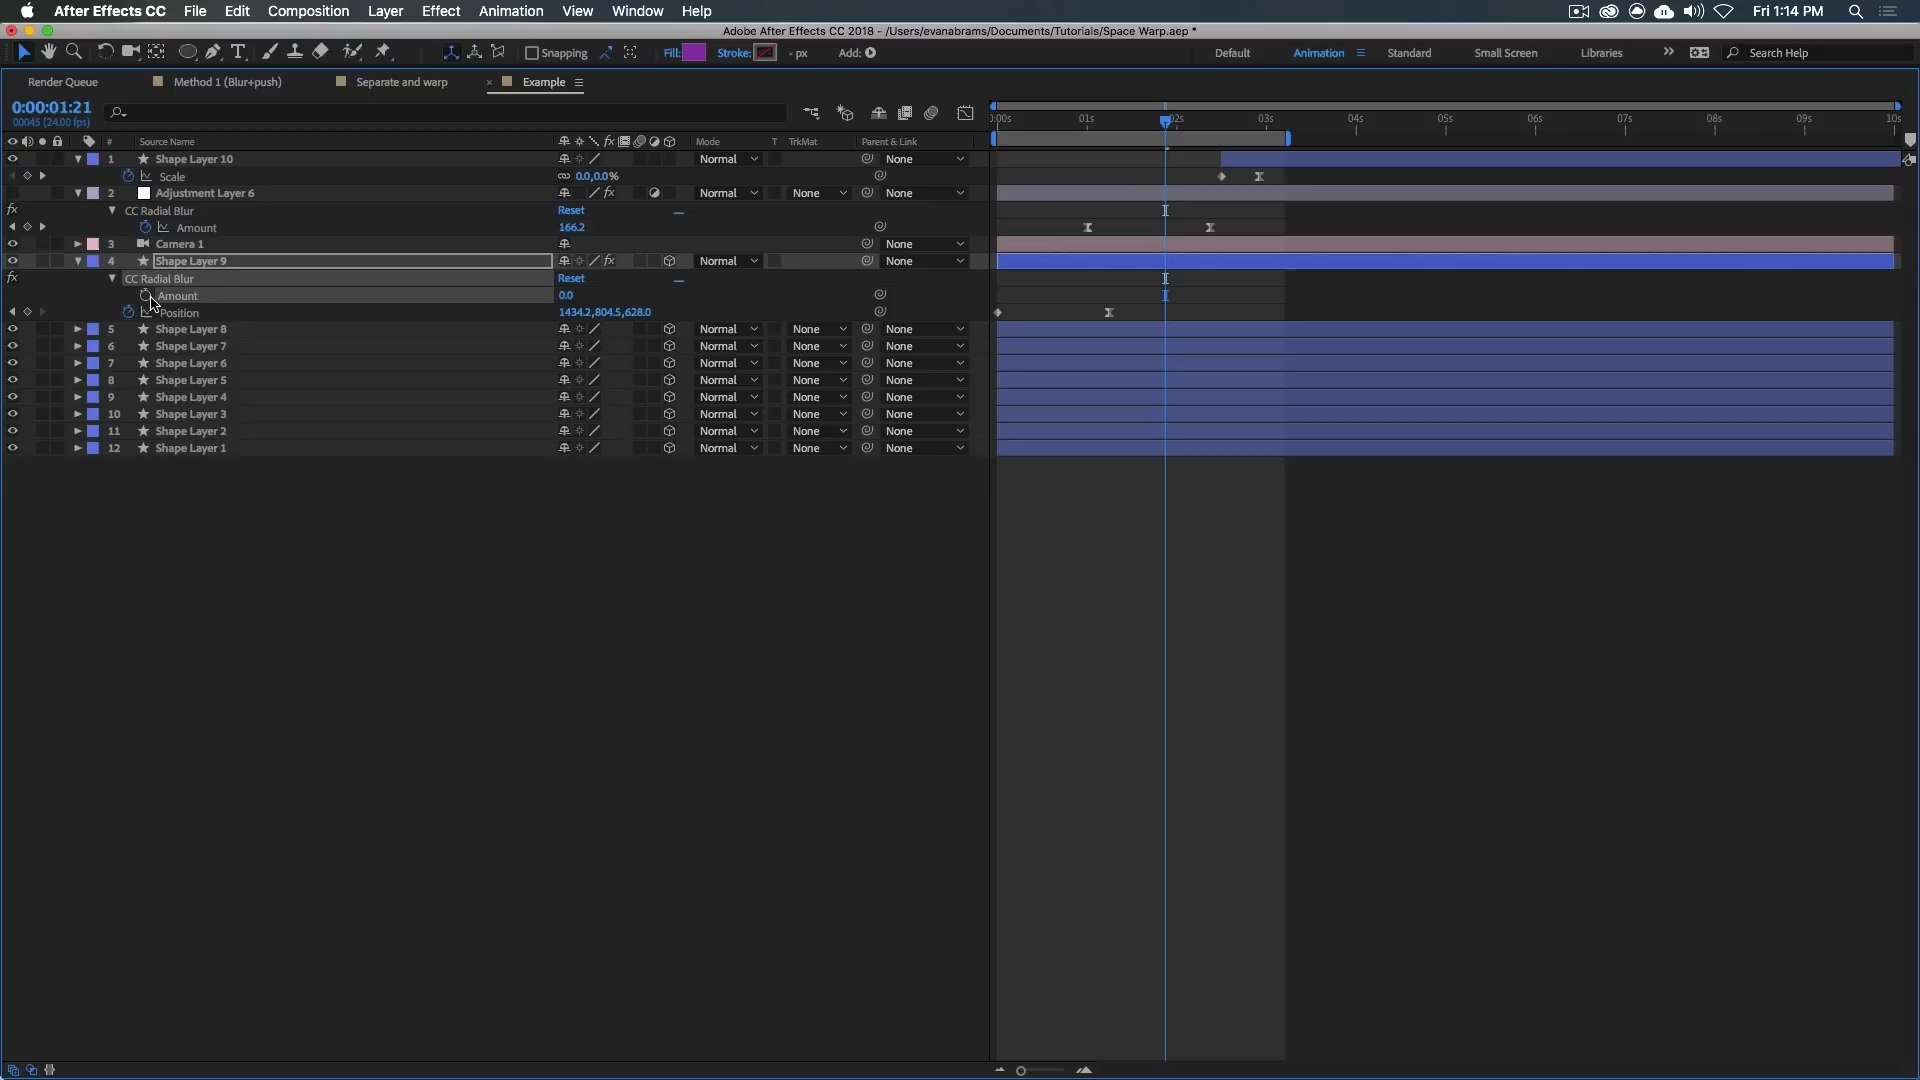 After Effects CC File Edit Composition Layer Effect Animation View Window Help Fri 1:14 PM
Adobe After Effects CC 2018 - /Users/evanabrams/Documents/Tutorials/Space Warp.aep *
Snapping Fill: Stroke: - px Add: Default Animation Standard Small Screen Libraries Search Help
Render Queue Method 1 (Blur+push) Separate and warp Example
0:00:01:21
00045 (24.00 fps)
:00s 01s 02s 03s 04s 05s 06s 07s 08s 09s 10s
# Source Name Mode T TrkMat Parent & Link
1 Shape Layer 10 Normal None
Scale 0.0,0.0%
2 Adjustment Layer 6 Normal None None
fx CC Radial Blur Reset
Amount 166.2
3 Camera 1 None
4 Shape Layer 9 Normal None None
fx CC Radial Blur Reset
Amount 0.0
Position 1434.2,804.5,628.0
5 Shape Layer 8 Normal None None
6 Shape Layer 7 Normal None None
7 Shape Layer 6 Normal None None
8 Shape Layer 5 Normal None None
9 Shape Layer 4 Normal None None
10 Shape Layer 3 Normal None None
11 Shape Layer 2 Normal None None
12 Shape Layer 1 Normal None None